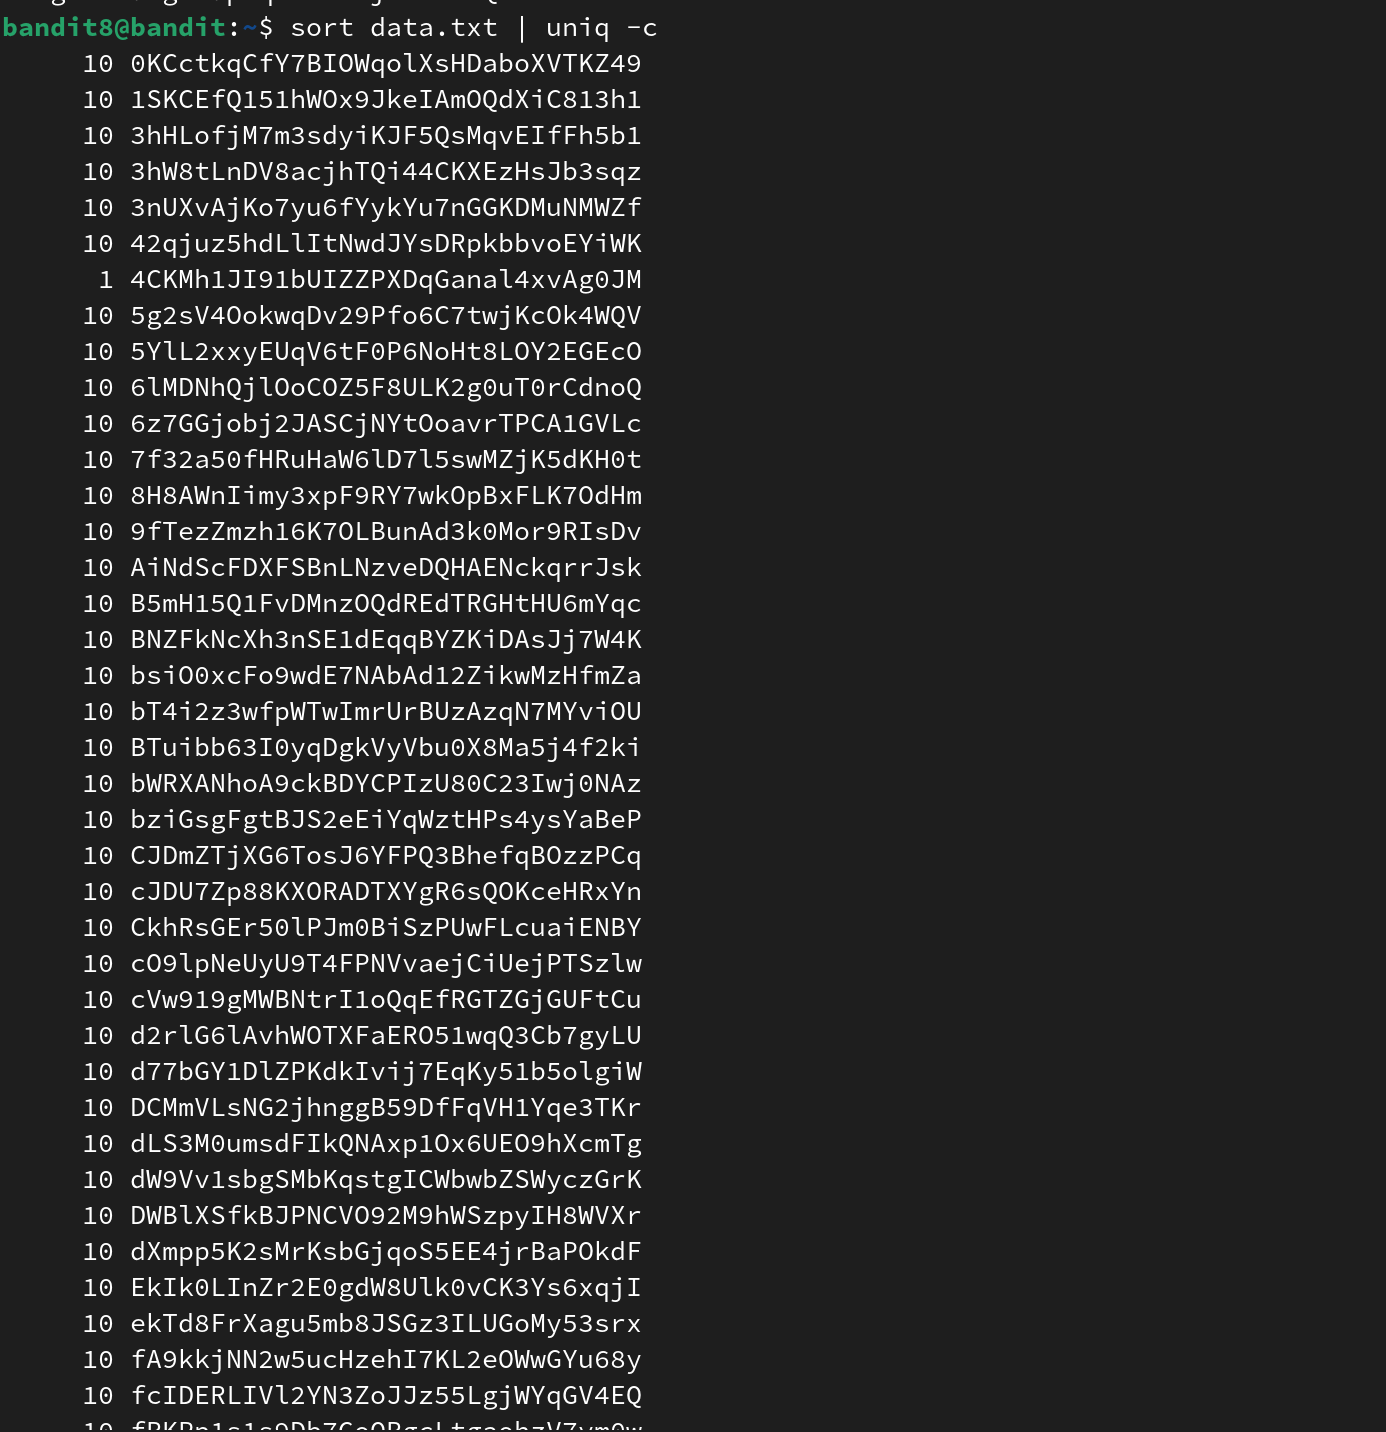 bandit8@bandit:~$ sort data.txt | uniq -c
10 0KCctkqCfY7BIOWqolXsHDaboXVTKZ49
10 1SKCEfQ151hWOx9JkeIAmOQdXiC813h1
10 3hHLofjM7m3sdyiKJF5QsMqvEIfFh5b1
10 3hW8tLnDV8acjhTQi44CKXEzHsJb3sqz
10 3nUXvAjKo7yu6fYykYu7nGGKDMuNMWZf
10 42qjuz5hdLlItNwdJYsDRpkbbvoEYiWK
1 4CKMh1JI91bUIZZPXDqGanal4xvAg0JM
10 5g2sV4OokwqDv29Pfo6C7twjKcOk4WQV
10 5YlL2xxyEUqV6tF0P6NoHt8LOY2EGEcO
10 6lMDNhQjlOoCOZ5F8ULK2g0uT0rCdnoQ
10 6z7GGjobj2JASCjNYtOoavrTPCA1GVLc
10 7f32a50fHRuHaW6lD7l5swMZjK5dKH0t
10 8H8AWnIimy3xpF9RY7wkOpBxFLK7OdHm
10 9fTezZmzh16K7OLBunAd3k0Mor9RIsDv
10 AiNdScFDXFSBnLNzveDQHAENckqrrJsk
10 B5mH15Q1FvDMnzOQdREdTRGHtHU6mYqc
10 BNZFkNcXh3nSE1dEqqBYZKiDAsJj7W4K
10 bsiO0xcFo9wdE7NAbAd12ZikwMzHfmZa
10 bT4i2z3wfpWTwImrUrBUzAzqN7MYviOU
10 BTuibb63I0yqDgkVyVbu0X8Ma5j4f2ki
10 bWRXANhoA9ckBDYCPIzU80C23Iwj0NAz
10 bziGsgFgtBJS2eEiYqWztHPs4ysYaBeP
10 CJDmZTjXG6TosJ6YFPQ3BhefqBOzzPCq
10 cJDU7Zp88KXORADTXYgR6sQOKceHRxYn
10 CkhRsGEr50lPJm0BiSzPUwFLcuaiENBY
10 cO9lpNeUyU9T4FPNVvaejCiUejPTSzlw
10 cVw919gMWBNtrI1oQqEfRGTZGjGUFtCu
10 d2rlG6lAvhWOTXFaERO51wqQ3Cb7gyLU
10 d77bGY1DlZPKdkIvij7EqKy51b5olgiW
10 DCMmVLsNG2jhnggB59DfFqVH1Yqe3TKr
10 dLS3M0umsdFIkQNAxp1Ox6UEO9hXcmTg
10 dW9Vv1sbgSMbKqstgICWbwbZSWyczGrK
10 DWBlXSfkBJPNCVO92M9hWSzpyIH8WVXr
10 dXmpp5K2sMrKsbGjqoS5EE4jrBaPOkdF
10 EkIk0LInZr2E0gdW8Ulk0vCK3Ys6xqjI
10 ekTd8FrXagu5mb8JSGz3ILUGoMy53srx
10 fA9kkjNN2w5ucHzehI7KL2eOWwGYu68y
10 fcIDERLIVl2YN3ZoJJz55LgjWYqGV4EQ